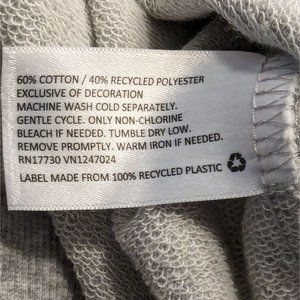 60% COTTON / 40% RECYCLED POLYESTER
EXCLUSIVE OF DECORATION
MACHINE WASH COLD SEPARATELY.
GENTLE CYCLE. ONLY NON-CHLORINE
BLEACH IF NEEDED. TUMBLE DRY LOW.
REMOVE PROMPTLY. WARM IRON IF NEEDED.
RN17730 VN1247024
LABEL MADE FROM 100% RECYCLED PLASTIC